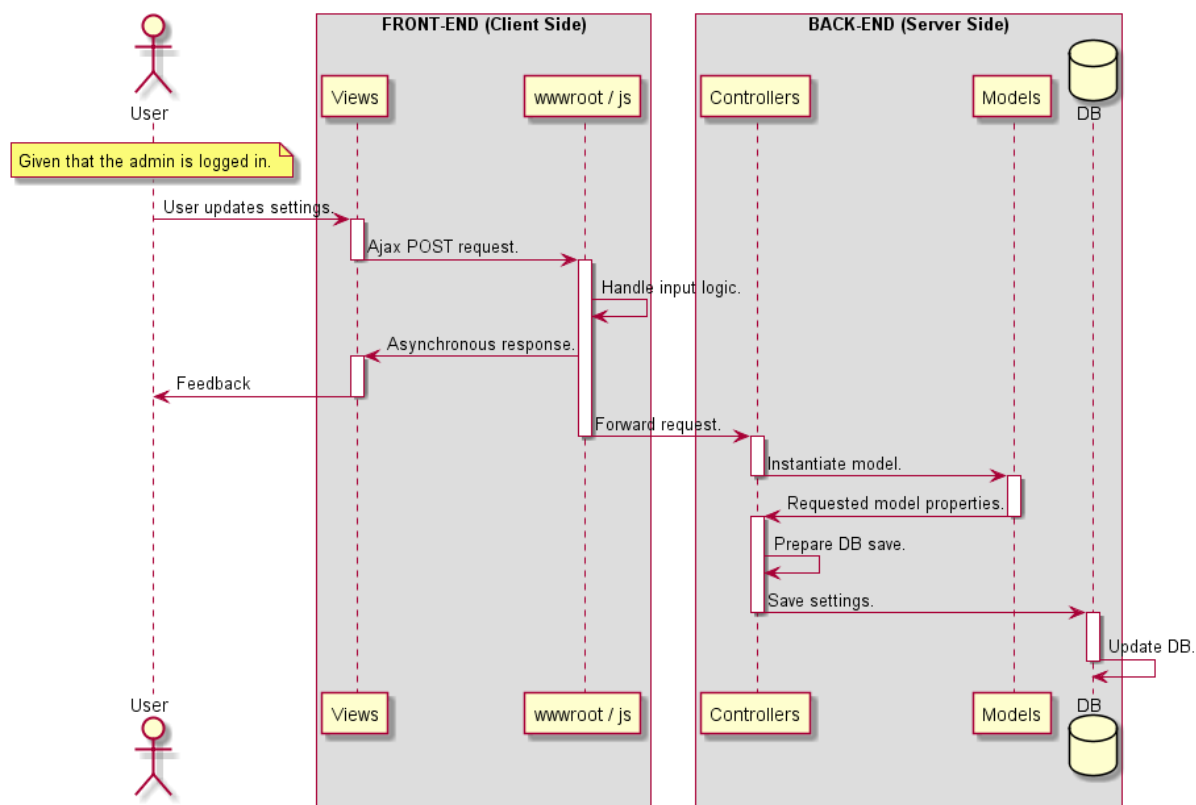 FRONT-END (Client Side)
BACK-END (Server Side)
User
Views
wwwroot / js
Controllers
Models
DB
Given that the admin is logged in.
User updates settings.
Ajax POST request.
Handle input logic.
Asynchronous response.
Feedback
Forward request.
Instantiate model.
Requested model properties.
Prepare DB save.
Save settings.
Update DB.
User
Views
wwwroot / js
Controllers
Models
DB